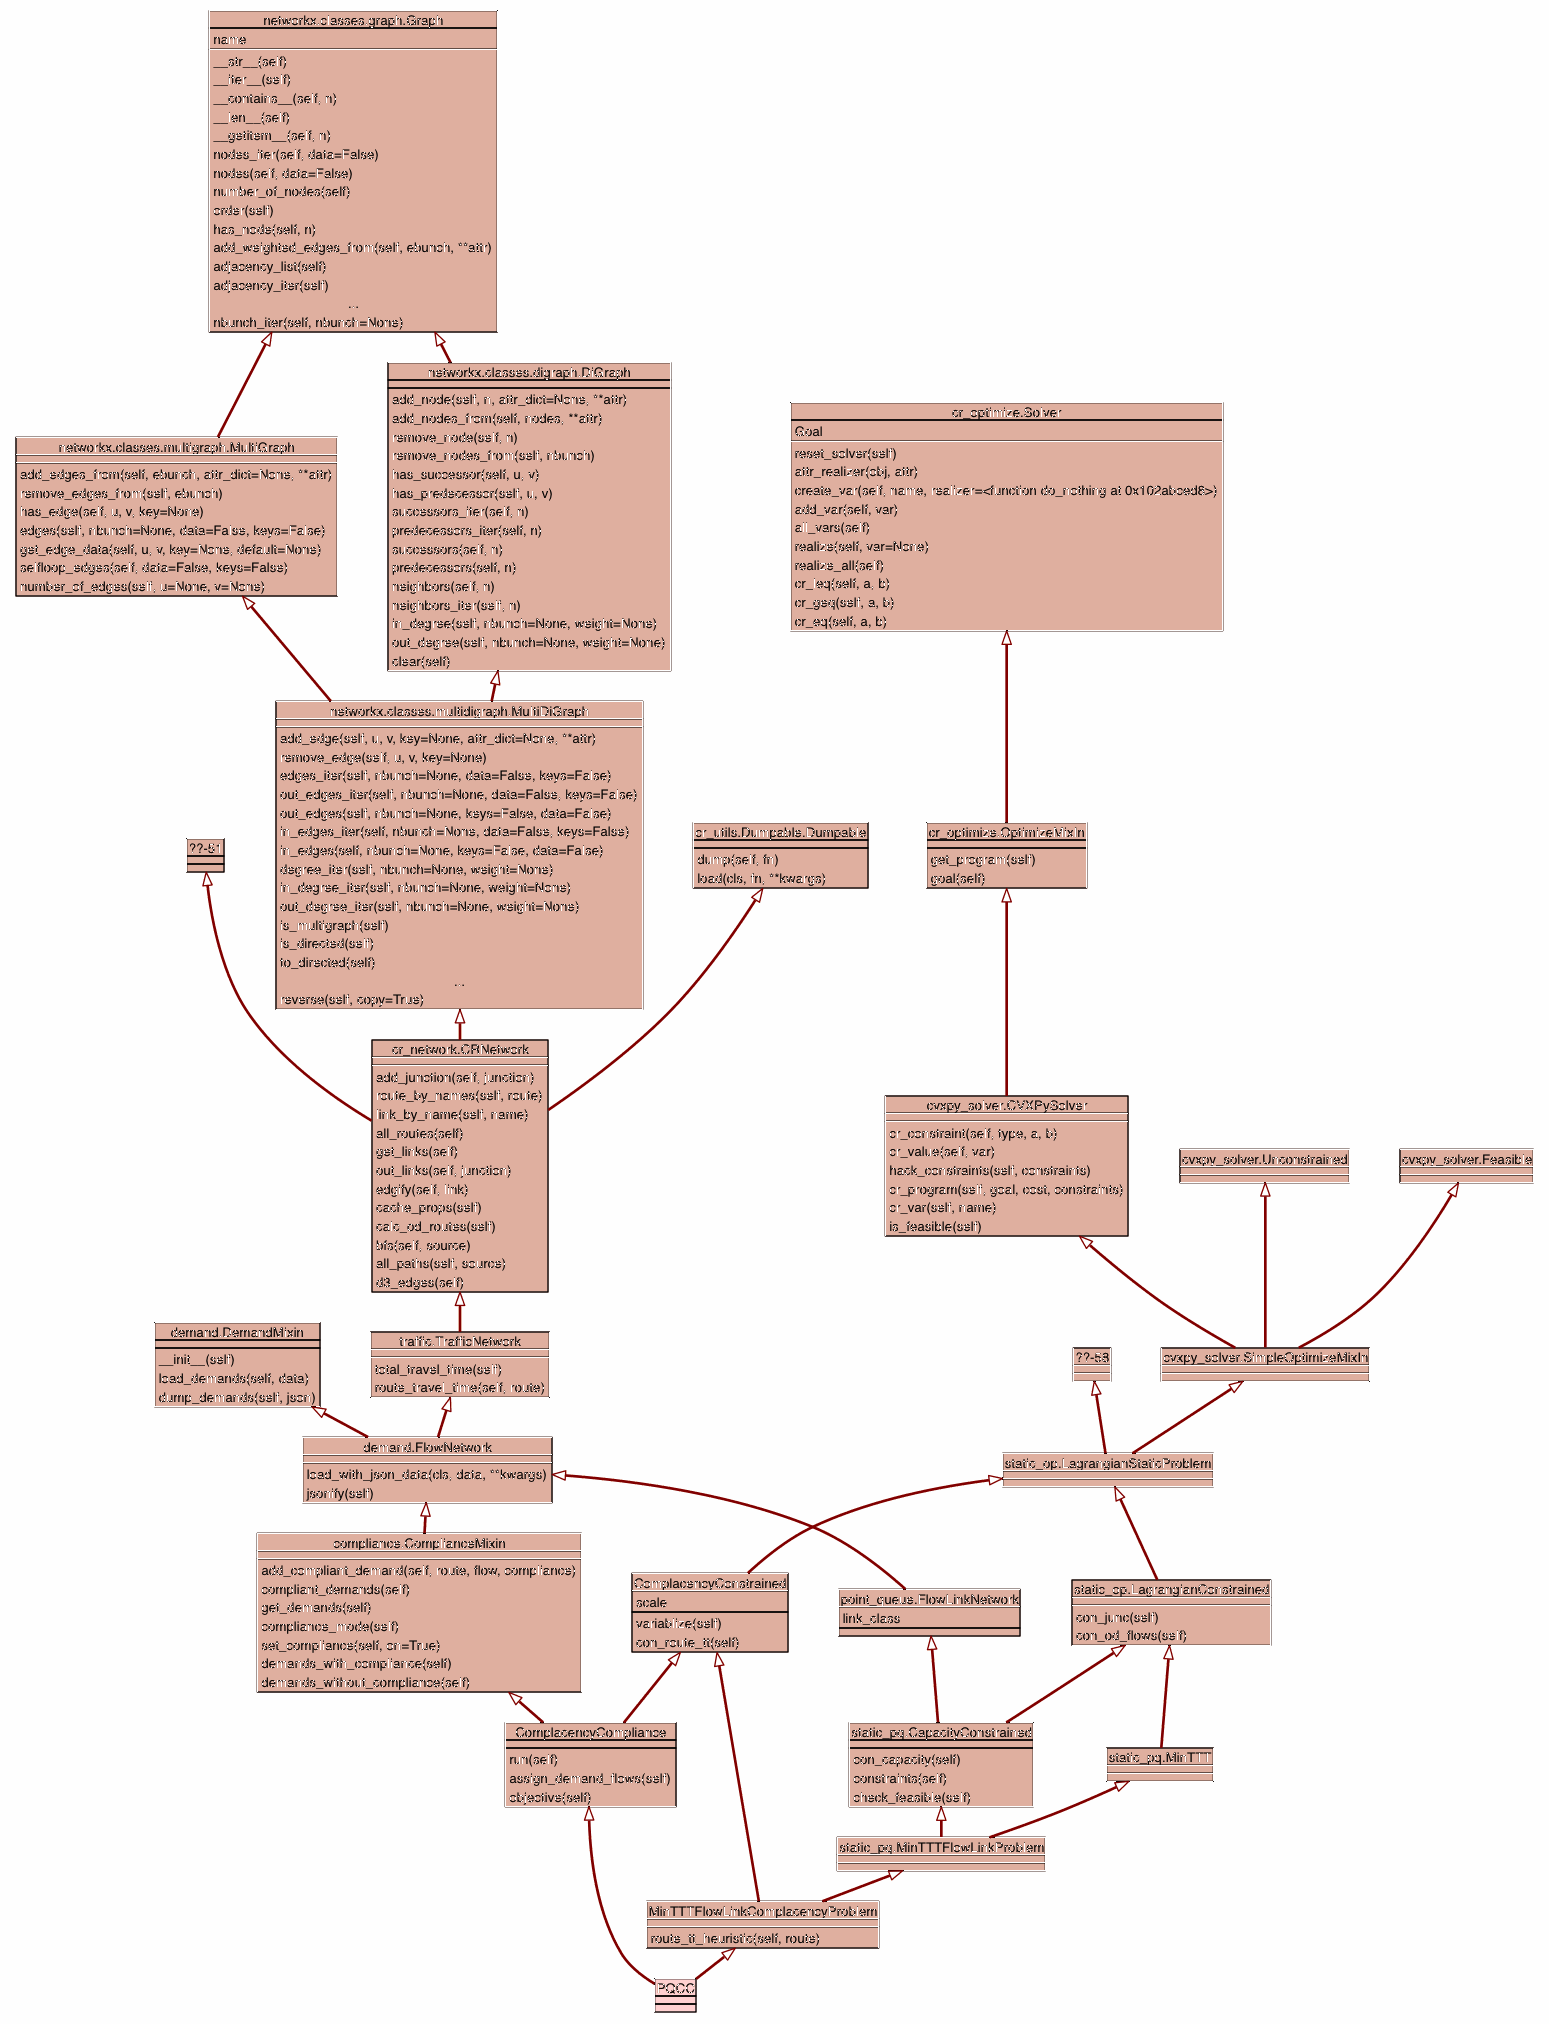 networkx.classes.graph.Graph
name
__str__(self)
__iter__(self)
__contains__(self, n)
__len__(self)
__getitem__(self, n)
nodes_iter(self, data=False)
nodes(self, data=False)
number_of_nodes(self)
order(self)
has_node(self, n)
add_weighted_edges_from(self, ebunch, **attr)
adjacency_list(self)
adjacency_iter(self)
...
nbunch_iter(self, nbunch=None)
networkx.classes.digraph.DiGraph
add_node(self, n, attr_dict=None, **attr)
add_nodes_from(self, nodes, **attr)
remove_node(self, n)
remove_nodes_from(self, nbunch)
has_successor(self, u, v)
has_predecessor(self, u, v)
successors_iter(self, n)
predecessors_iter(self, n)
successors(self, n)
predecessors(self, n)
neighbors(self, n)
neighbors_iter(self, n)
in_degree(self, nbunch=None, weight=None)
out_degree(self, nbunch=None, weight=None)
clear(self)
cr_optimize.Solver
Goal
reset_solver(self)
attr_realizer(obj, attr)
create_var(self, name, realizer=<function do_nothing at 0x102abced8>)
add_var(self, var)
all_vars(self)
realize(self, var=None)
realize_all(self)
cr_leq(self, a, b)
cr_geq(self, a, b)
cr_eq(self, a, b)
networkx.classes.multigraph.MultiGraph
add_edges_from(self, ebunch, attr_dict=None, **attr)
remove_edges_from(self, ebunch)
has_edge(self, u, v, key=None)
edges(self, nbunch=None, data=False, keys=False)
get_edge_data(self, u, v, key=None, default=None)
selfloop_edges(self, data=False, keys=False)
number_of_edges(self, u=None, v=None)
networkx.classes.multidigraph.MultiDiGraph
add_edge(self, u, v, key=None, attr_dict=None, **attr)
remove_edge(self, u, v, key=None)
edges_iter(self, nbunch=None, data=False, keys=False)
out_edges_iter(self, nbunch=None, data=False, keys=False)
out_edges(self, nbunch=None, keys=False, data=False)
in_edges_iter(self, nbunch=None, data=False, keys=False)
in_edges(self, nbunch=None, keys=False, data=False)
degree_iter(self, nbunch=None, weight=None)
in_degree_iter(self, nbunch=None, weight=None)
out_degree_iter(self, nbunch=None, weight=None)
is_multigraph(self)
is_directed(self)
to_directed(self)
...
reverse(self, copy=True)
??-61
cr_utils.Dumpable.Dumpable
dump(self, fn)
load(cls, fn, **kwargs)
cr_optimize.OptimizeMixIn
get_program(self)
goal(self)
cr_network.CRNetwork
add_junction(self, junction)
route_by_names(self, route)
link_by_name(self, name)
all_routes(self)
get_links(self)
out_links(self, junction)
edgify(self, link)
cache_props(self)
calc_od_routes(self)
bfs(self, source)
all_paths(self, source)
d3_edges(self)
cvxpy_solver.CVXPySolver
cr_constraint(self, type, a, b)
cr_value(self, var)
hack_constraints(self, constraints)
cr_program(self, goal, cost, constraints)
cr_var(self, name)
is_feasible(self)
cvxpy_solver.Unconstrained
cvxpy_solver.Feasible
demand.DemandMixin
__init__(self)
load_demands(self, data)
dump_demands(self, json)
traffic.TrafficNetwork
total_travel_time(self)
route_travel_time(self, route)
??-58
cvxpy_solver.SimpleOptimizeMixIn
demand.FlowNetwork
load_with_json_data(cls, data, **kwargs)
jsonify(self)
static_op.LagrangianStaticProblem
compliance.ComplianceMixin
add_compliant_demand(self, route, flow, compliance)
compliant_demands(self)
get_demands(self)
compliance_mode(self)
set_compliance(self, on=True)
demands_with_compliance(self)
demands_without_compliance(self)
ComplacencyConstrained
scale
variablize(self)
con_route_tt(self)
point_queue.FlowLinkNetwork
link_class
static_op.LagrangianConstrained
con_junc(self)
con_od_flows(self)
ComplacencyCompliance
run(self)
assign_demand_flows(self)
objective(self)
static_pq.CapacityConstrained
con_capacity(self)
constraints(self)
check_feasible(self)
static_pq.MinTTT
static_pq.MinTTTFlowLinkProblem
MinTTTFlowLinkComplacencyProblem
route_tt_heuristic(self, route)
PQCC